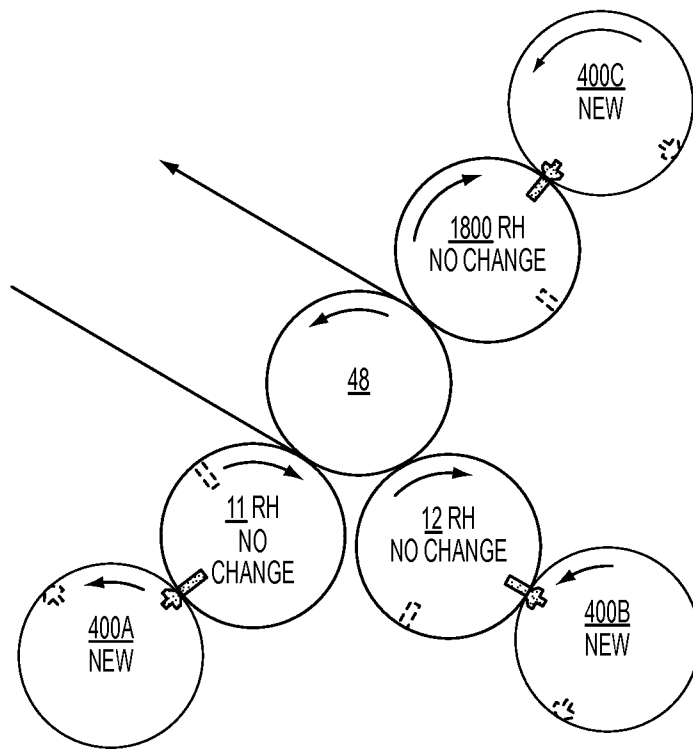 400C
NEW
1800 RH
NO CHANGE
48
11 RH
NO
CHANGE
12 RH
NO CHANGE
400A
NEW
400B
NEW